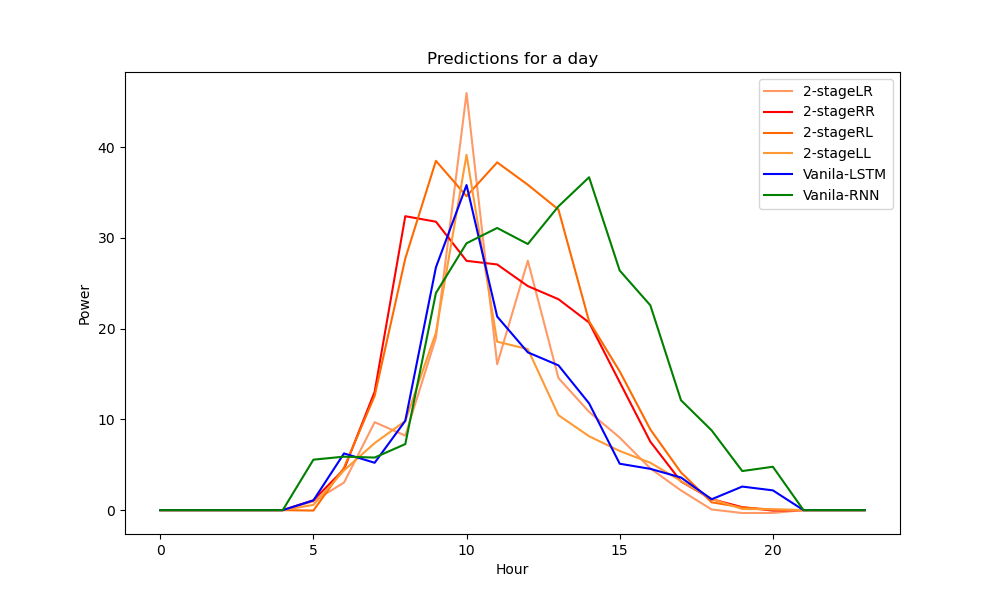 Predictions for a day
2-stageLR
2-stageRR
2-stageRL
2-stageLL
Vanila-LSTM
Vanila-RNN
40
30
20
10
0
Power
0 5 10 15 20
Hour